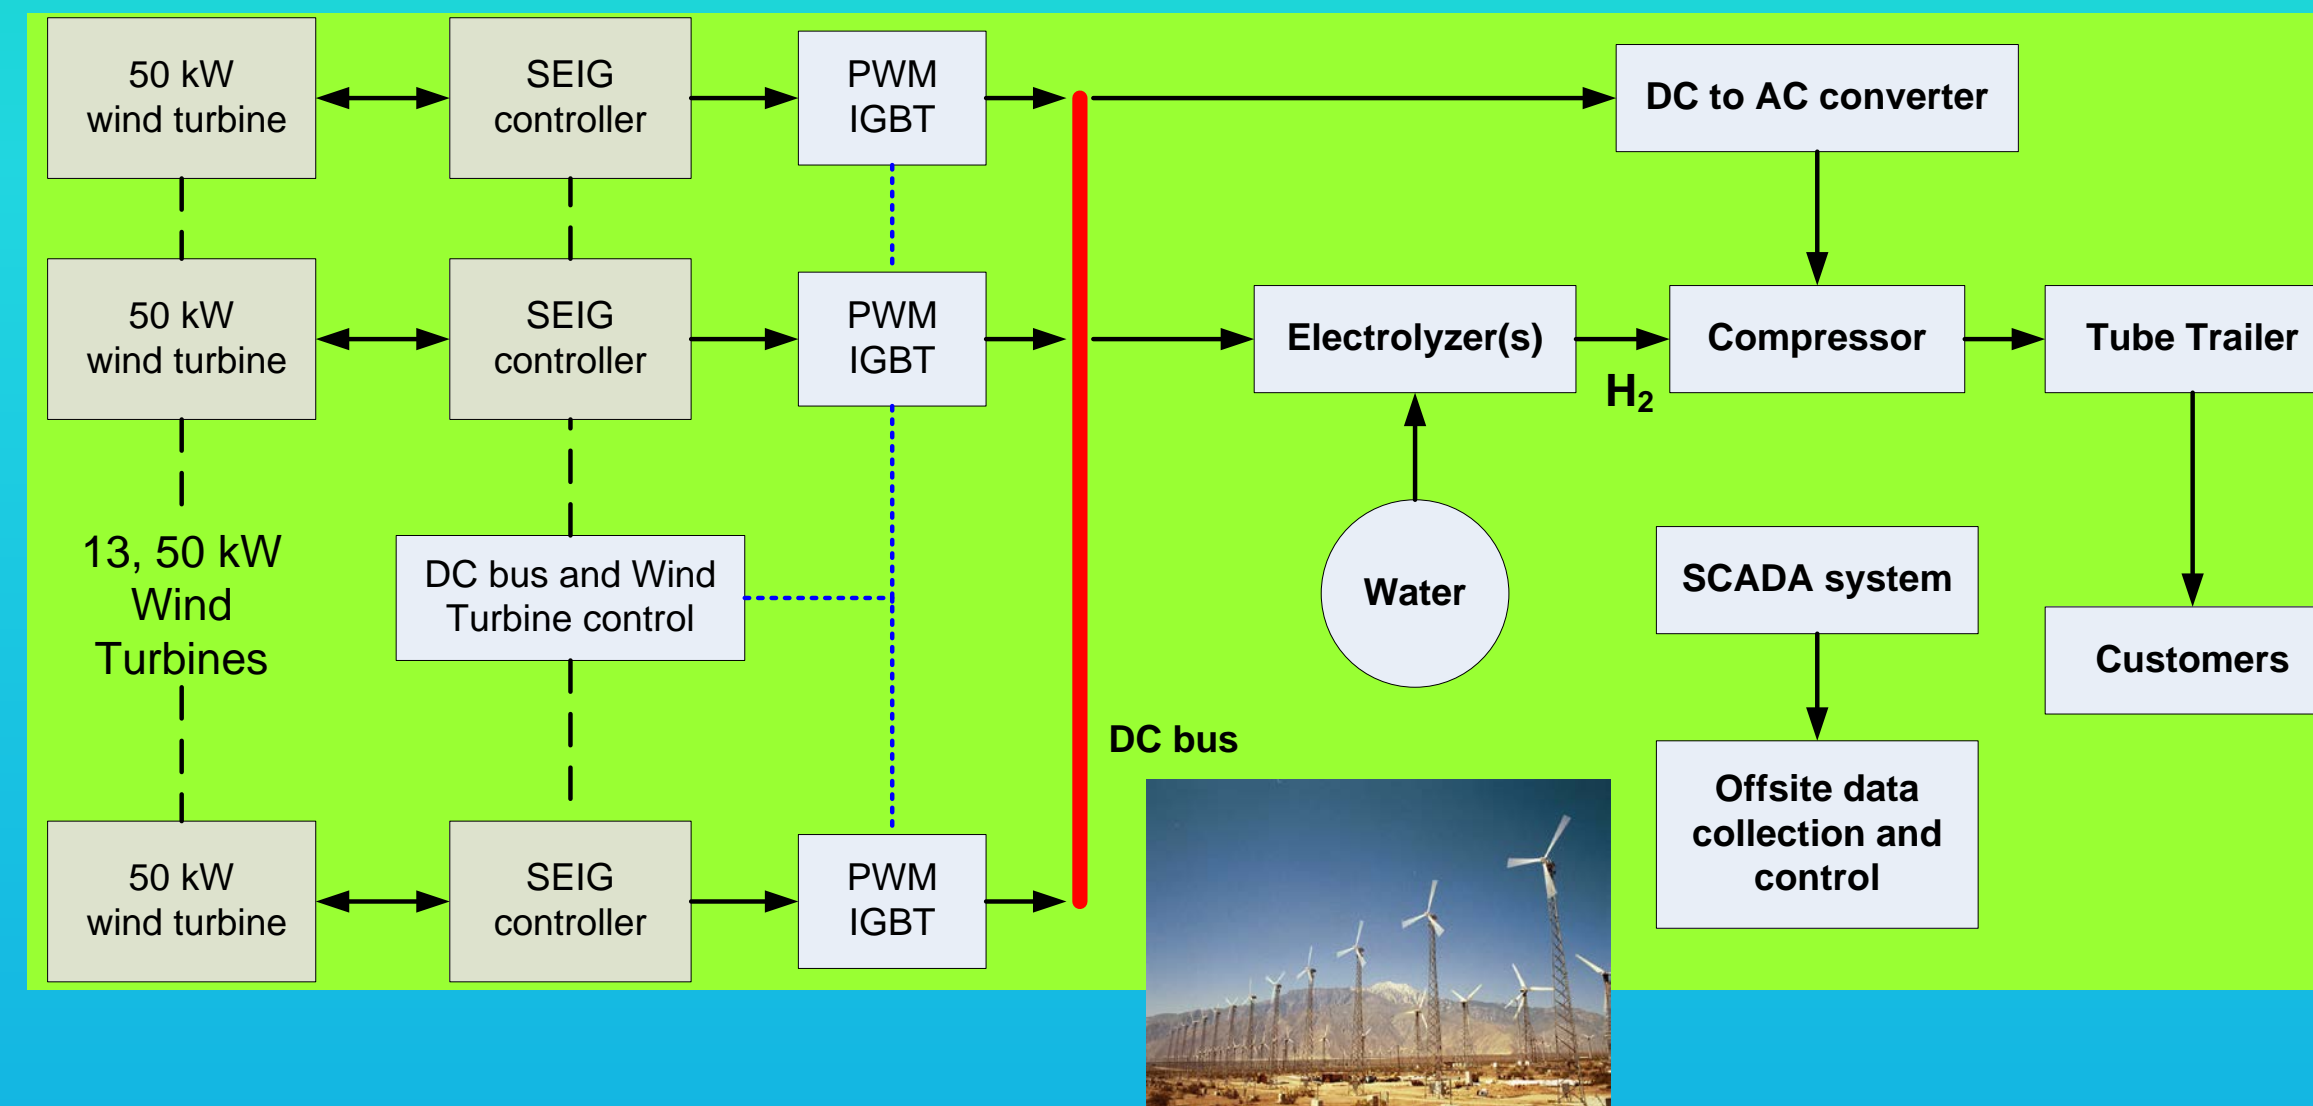 50 kW
wind turbine
SEIG
controller
PWM
IGBT
DC to AC converter
50 kW
wind turbine
SEIG
controller
PWM
IGBT
Electrolyzer(s)
H₂
Compressor
Tube Trailer
13, 50 kW
Wind
Turbines
DC bus and Wind
Turbine control
Water
SCADA system
Customers
DC bus
Offsite data
collection and
control
50 kW
wind turbine
SEIG
controller
PWM
IGBT